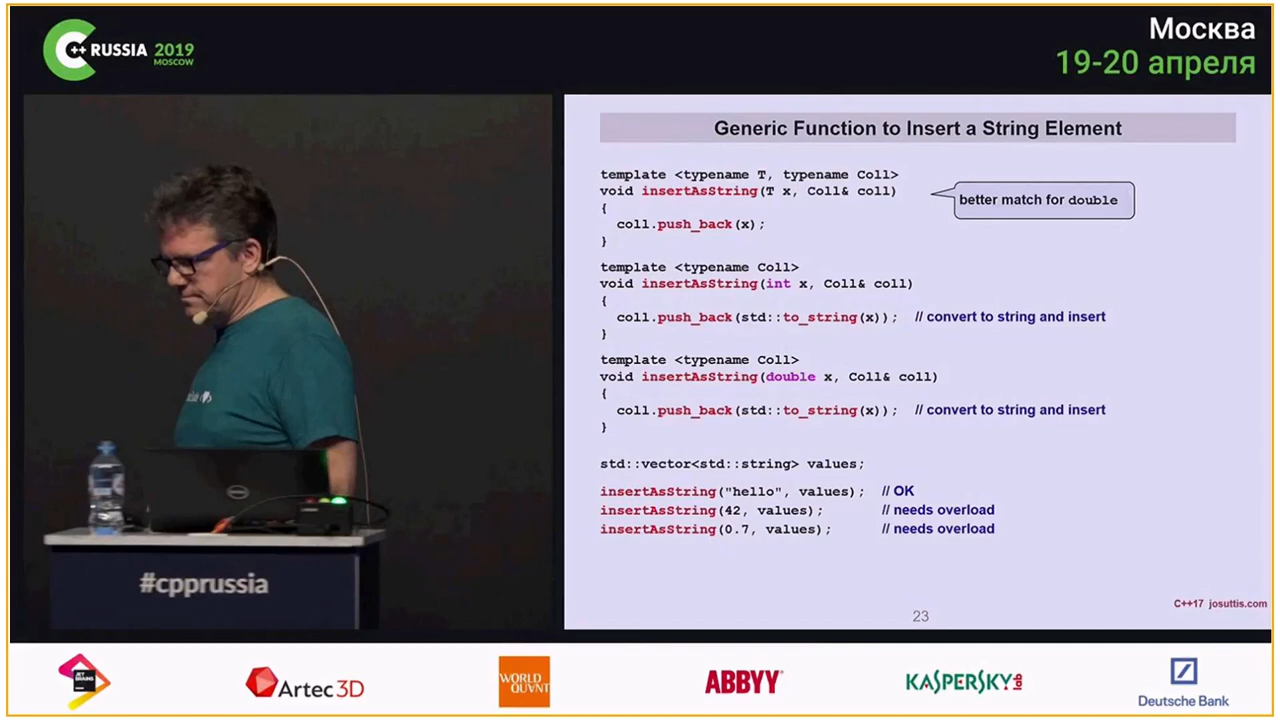 C++ RUSSIA 2019
MOSCOW
Москва
19-20 апреля
Generic Function to Insert a String Element
template <typename T, typename Coll>
void insertAsString(T x, Coll& coll)
{
  coll.push_back(x);
}
better match for double
template <typename Coll>
void insertAsString(int x, Coll& coll)
{
  coll.push_back(std::to_string(x)); // convert to string and insert
}
template <typename Coll>
void insertAsString(double x, Coll& coll)
{
  coll.push_back(std::to_string(x)); // convert to string and insert
}
std::vector<std::string> values;
insertAsString("hello", values); // OK
insertAsString(42, values); // needs overload
insertAsString(0.7, values); // needs overload
C++17 josuttis.com
23
DELL
#cpprussia
JET BRAINS
Artec 3D
WORLD QUANT
ABBYY
KASPERSKY lab
Deutsche Bank